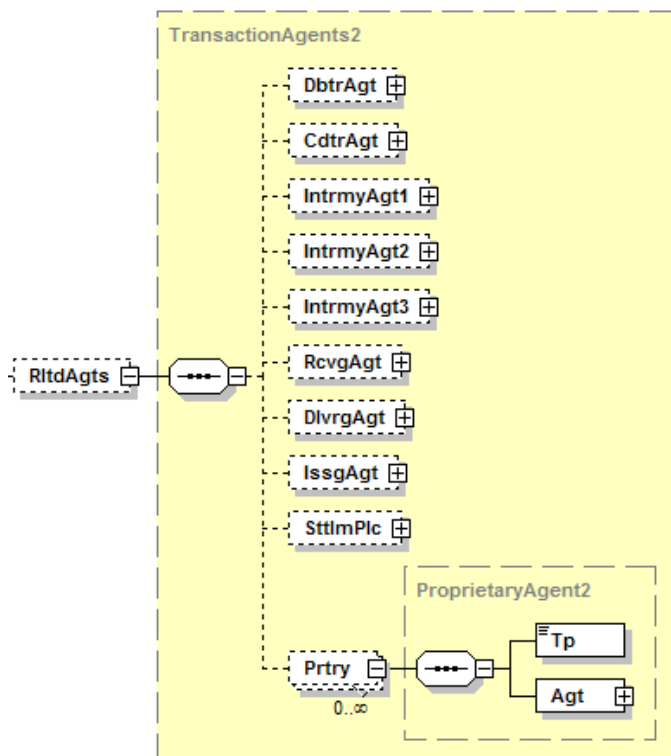 TransactionAgents2
DbtrAgt
CdtrAgt
IntrmyAgt1
IntrmyAgt2
IntrmyAgt3
RltdAgts
RcvgAgt
DlvrgAgt
IssgAgt
SttlmPlc
ProprietaryAgent2
Tp
Prtry
0..∞
Agt